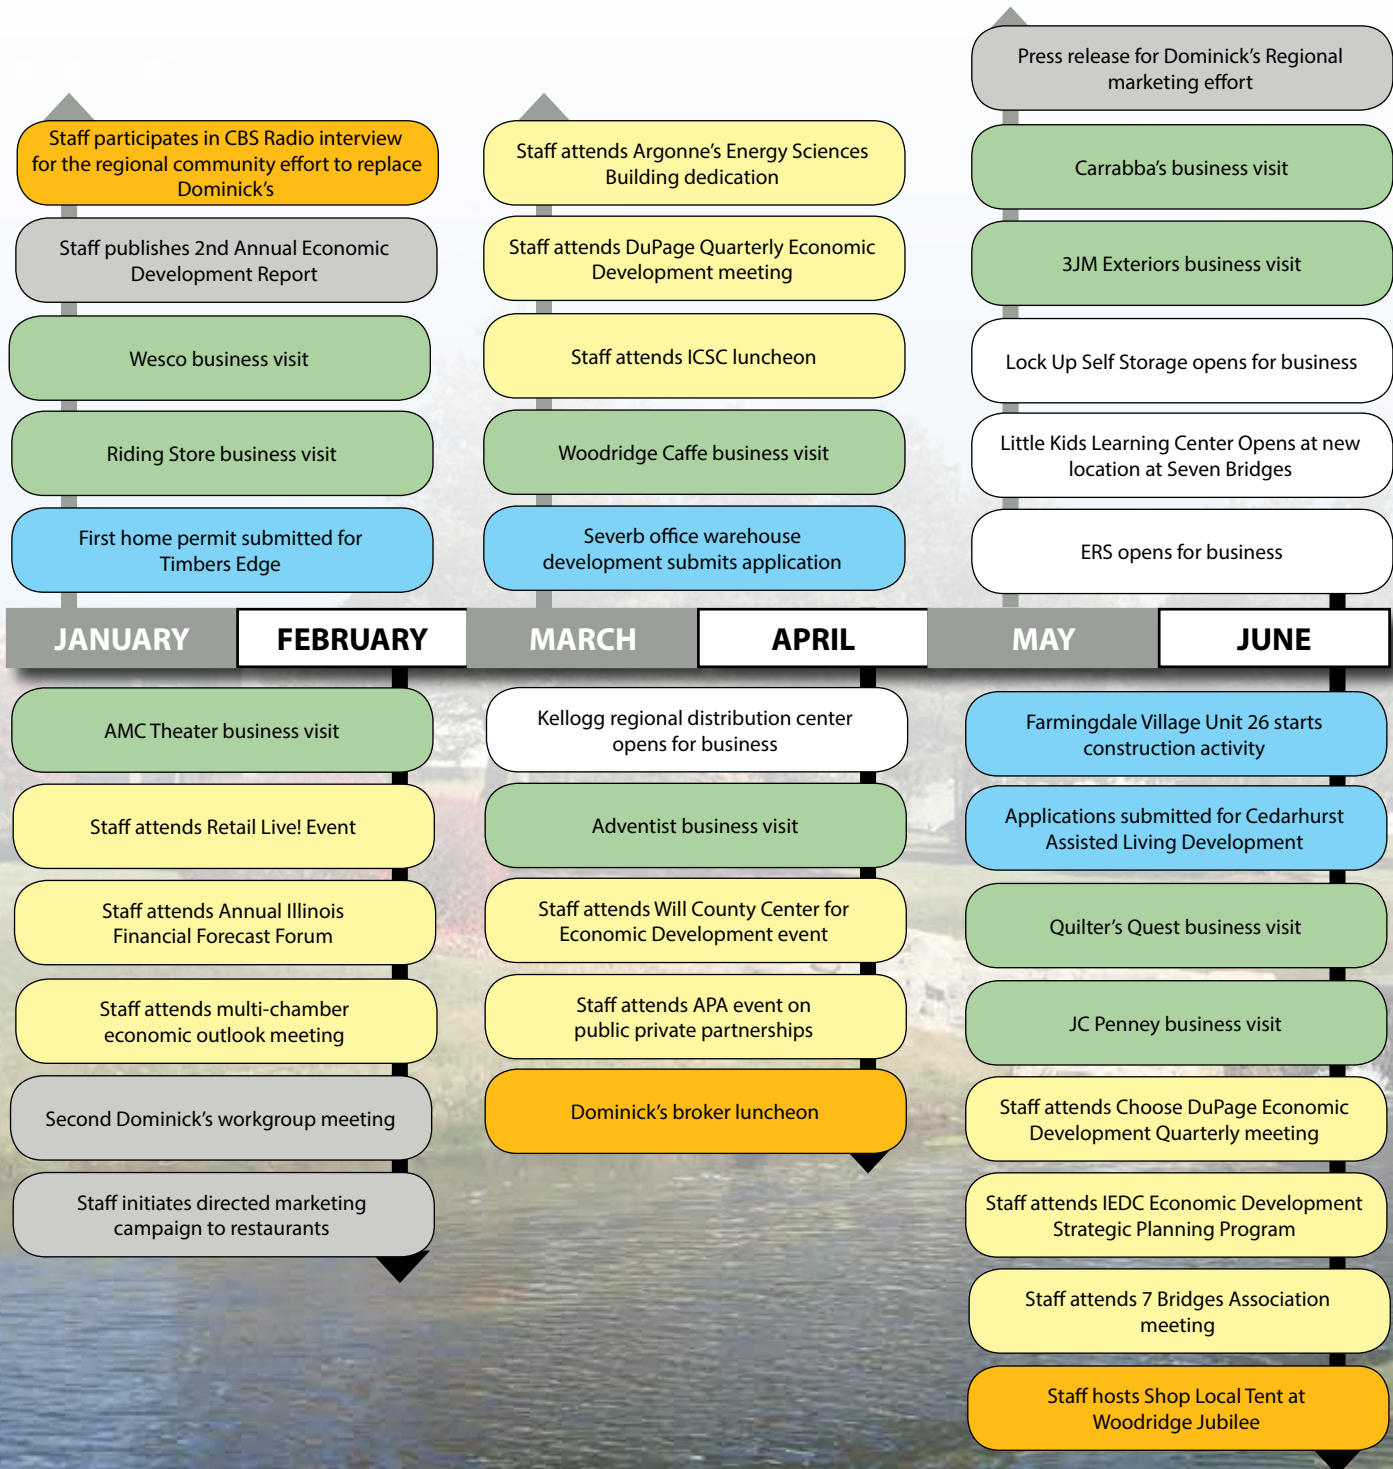 Staff participates in CBS Radio interview
for the regional community effort to replace
Dominick's
Staff publishes 2nd Annual Economic
Development Report
Wesco business visit
Riding Store business visit
First home permit submitted for
Timbers Edge
Staff attends Argonne's Energy Sciences
Building dedication
Staff attends DuPage Quarterly Economic
Development meeting
Staff attends ICSC luncheon
Woodridge Caffe business visit
Severb office warehouse
development submits application
Press release for Dominick's Regional
marketing effort
Carrabba's business visit
3JM Exteriors business visit
Lock Up Self Storage opens for business
Little Kids Learning Center Opens at new
location at Seven Bridges
ERS opens for business
JANUARY FEBRUARY MARCH APRIL MAY JUNE
AMC Theater business visit
Staff attends Retail Live! Event
Staff attends Annual Illinois
Financial Forecast Forum
Staff attends multi-chamber
economic outlook meeting
Second Dominick's workgroup meeting
Staff initiates directed marketing
campaign to restaurants
Kellogg regional distribution center
opens for business
Adventist business visit
Staff attends Will County Center for
Economic Development event
Staff attends APA event on
public private partnerships
Dominick's broker luncheon
Farmingdale Village Unit 26 starts
construction activity
Applications submitted for Cedarhurst
Assisted Living Development
Quilter's Quest business visit
JC Penney business visit
Staff attends Choose DuPage Economic
Development Quarterly meeting
Staff attends IEDC Economic Development
Strategic Planning Program
Staff attends 7 Bridges Association
meeting
Staff hosts Shop Local Tent at
Woodridge Jubilee